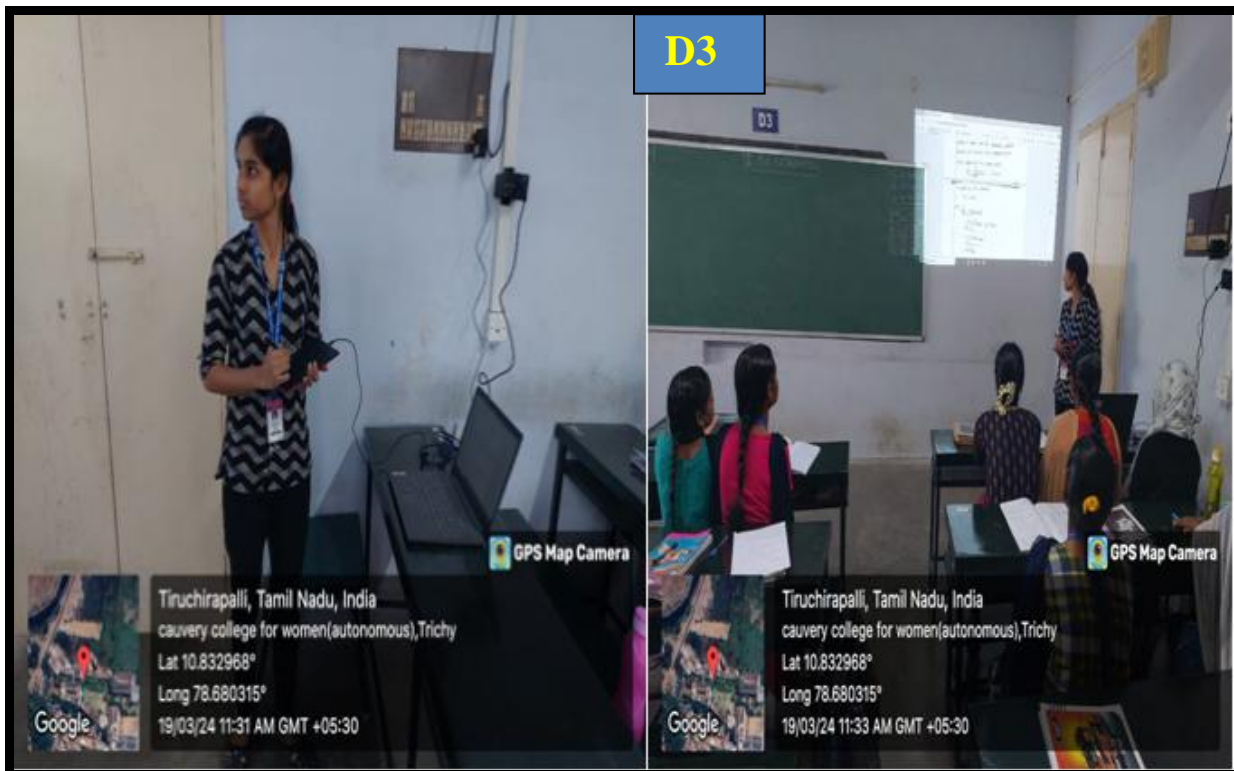 D3
D3
GPS Map Camera
Tiruchirapalli, Tamil Nadu, India
cauvery college for women(autonomous),Trichy
Lat 10.832968°
Long 78.680315°
19/03/24 11:31 AM GMT +05:30
Google
GPS Map Camera
Tiruchirapalli, Tamil Nadu, India
cauvery college for women(autonomous),Trichy
Lat 10.832968°
Long 78.680315°
19/03/24 11:33 AM GMT +05:30
Google